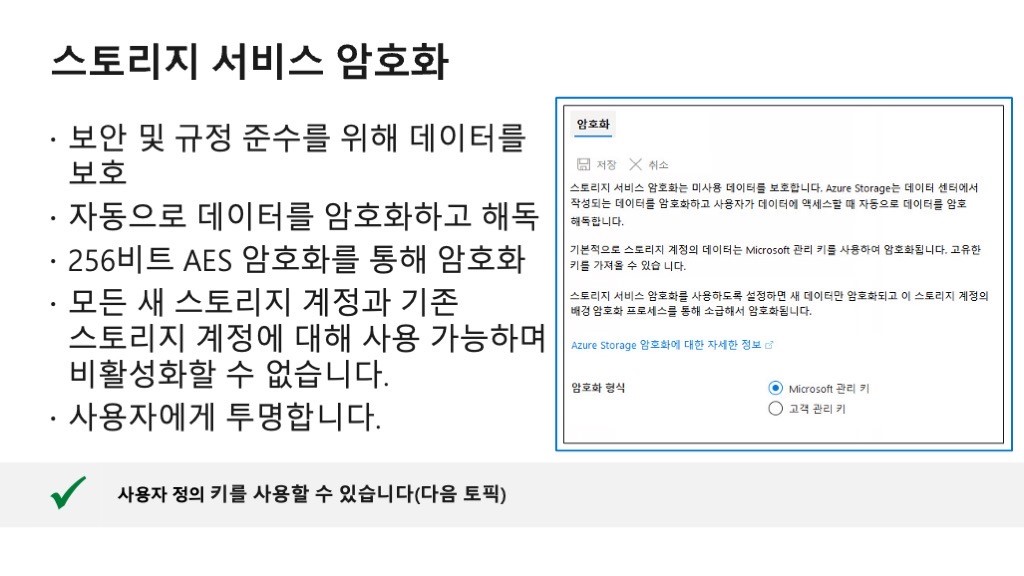 스토리지 서비스 암호화
· 보안 및 규정 준수를 위해 데이터를
보호
· 자동으로 데이터를 암호화하고 해독
· 256비트 AES 암호화를 통해 암호화
· 모든 새 스토리지 계정과 기존
스토리지 계정에 대해 사용 가능하며
비활성화할 수 없습니다.
· 사용자에게 투명합니다.
암호화
저장 취소
스토리지 서비스 암호화는 미사용 데이터를 보호합니다. Azure Storage는 데이터 센터에서
작성되는 데이터를 암호화하고 사용자가 데이터에 액세스할 때 자동으로 데이터를 암호
해독합니다.
기본적으로 스토리지 계정의 데이터는 Microsoft 관리 키를 사용하여 암호화됩니다. 고유한
키를 가져올 수 있습 니다.
스토리지 서비스 암호화를 사용하도록 설정하면 새 데이터만 암호화되고 이 스토리지 계정의
배경 암호화 프로세스를 통해 소급해서 암호화됩니다.
Azure Storage 암호화에 대한 자세한 정보
암호화 형식
Microsoft 관리 키
고객 관리 키
사용자 정의 키를 사용할 수 있습니다(다음 토픽)